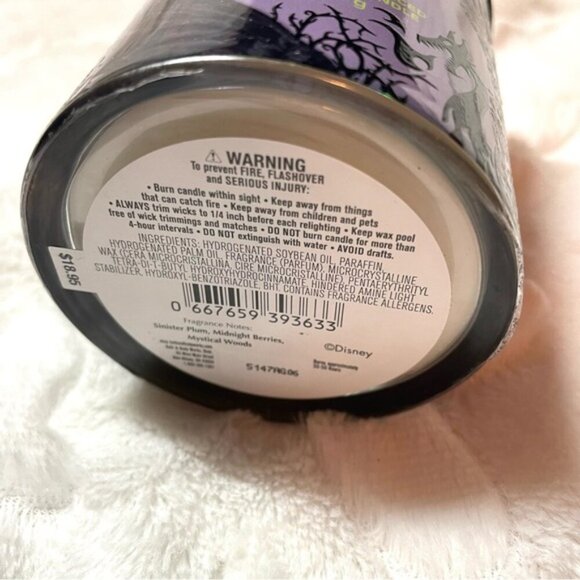 ⚠ WARNING
To prevent FIRE, FLASHOVER
and SERIOUS INJURY:
• Burn candle within sight • Keep away from things
that can catch fire • Keep away from children and pets
• ALWAYS trim wicks to 1/4 inch before each relighting • Keep wax pool
free of wick trimmings and matches • DO NOT burn candle for more than
4-hour intervals • DO NOT extinguish with water • AVOID drafts.
INGREDIENTS: HYDROGENATED SOYBEAN OIL, PARAFFIN,
HYDROGENATED PALM OIL, FRAGRANCE (PARFUM), MICROCRYSTALLINE
WAX (CERA MICROCRISTALLINA, CIRE MICROCRISTALLINE), PENTAERYTHRITYL
TETRA-DI-T-BUTYL HYDROXYHYDROCINNAMATE, HINDERED AMINE LIGHT
STABILIZER, HYDROXYL-BENZOTRIAZOLE, BHT. CONTAINS FRAGRANCE ALLERGENS.
0 667659 393633
Fragrance Notes:
Sinister Plum, Midnight Berries,
Mystical Woods
©Disney
5147AG06
Burns approximately
$18.95